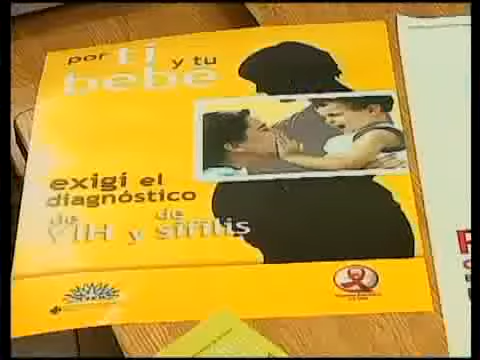 por ti y tu
bebé
exigí el
diagnóstico
de VIH y de sífilis